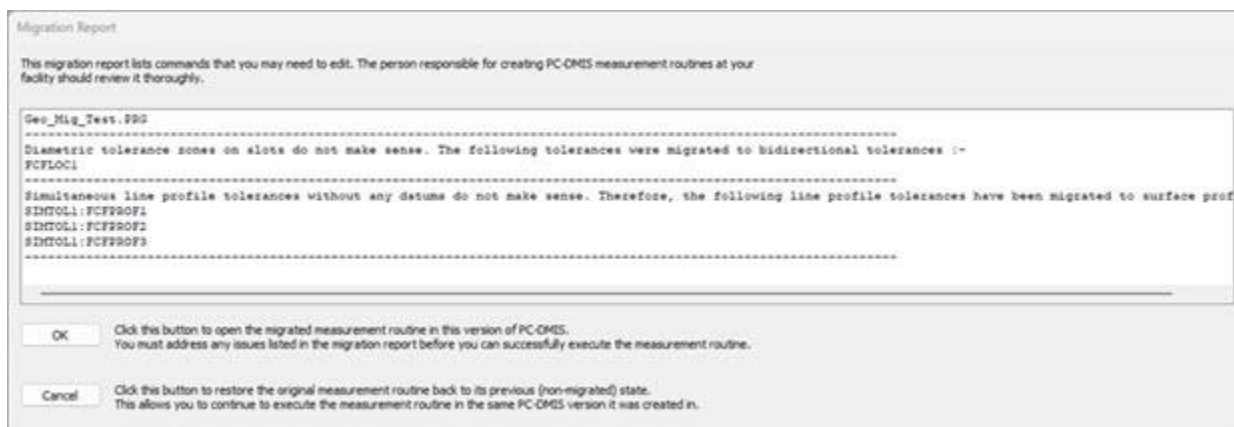 Migration Report
This migration report lists commands that you may need to edit. The person responsible for creating PC-DMIS measurement routines at your
facility should review it thoroughly.
Geo_Mig_Test.PRG
Diametric tolerance zones on slots do not make sense. The following tolerances were migrated to bidirectional tolerances :-
FCFLOC1
Simultaneous line profile tolerances without any datums do not make sense. Therefore, the following line profile tolerances have been migrated to surface prof
SIMTOL1:FCFPROF1
SIMTOL1:FCFPROF2
SIMTOL1:FCFPROF3
OK
Click this button to open the migrated measurement routine in this version of PC-DMIS.
You must address any issues listed in the migration report before you can successfully execute the measurement routine.
Cancel
Click this button to restore the original measurement routine back to its previous (non-migrated) state.
This allows you to continue to execute the measurement routine in the same PC-DMIS version it was created in.